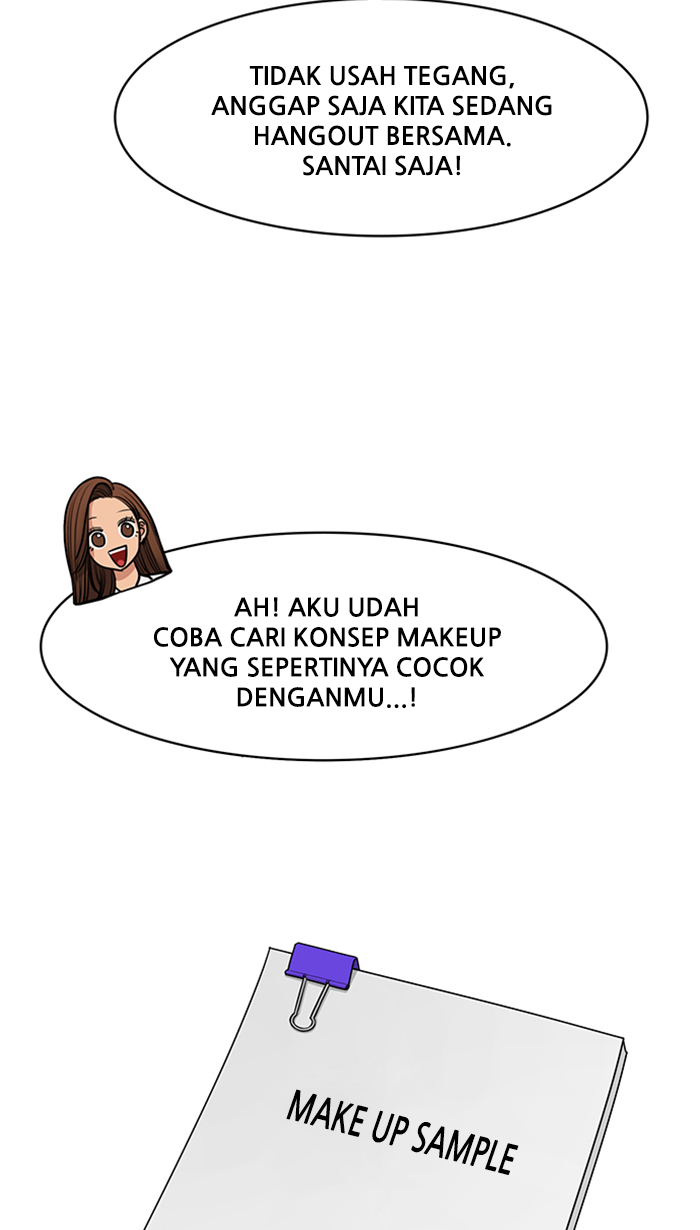 TIDAK USAH TEGANG,
ANGGAP SAJA KITA SEDANG
HANGOUT BERSAMA.
SANTAI SAJA!
AH! AKU UDAH
COBA CARI KONSEP MAKEUP
YANG SEPERTINYA COCOK
DENGANMU...!
MAKE UP SAMPLE